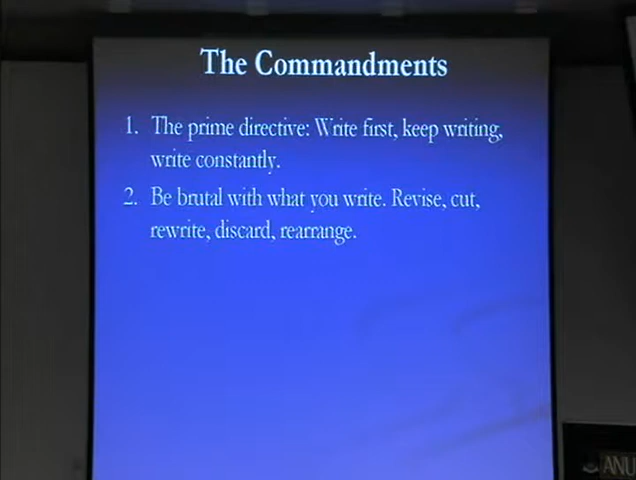 The Commandments
1. The prime directive: Write first, keep writing,
write constantly.
2. Be brutal with what you write. Revise, cut,
rewrite, discard, rearrange.
ANU